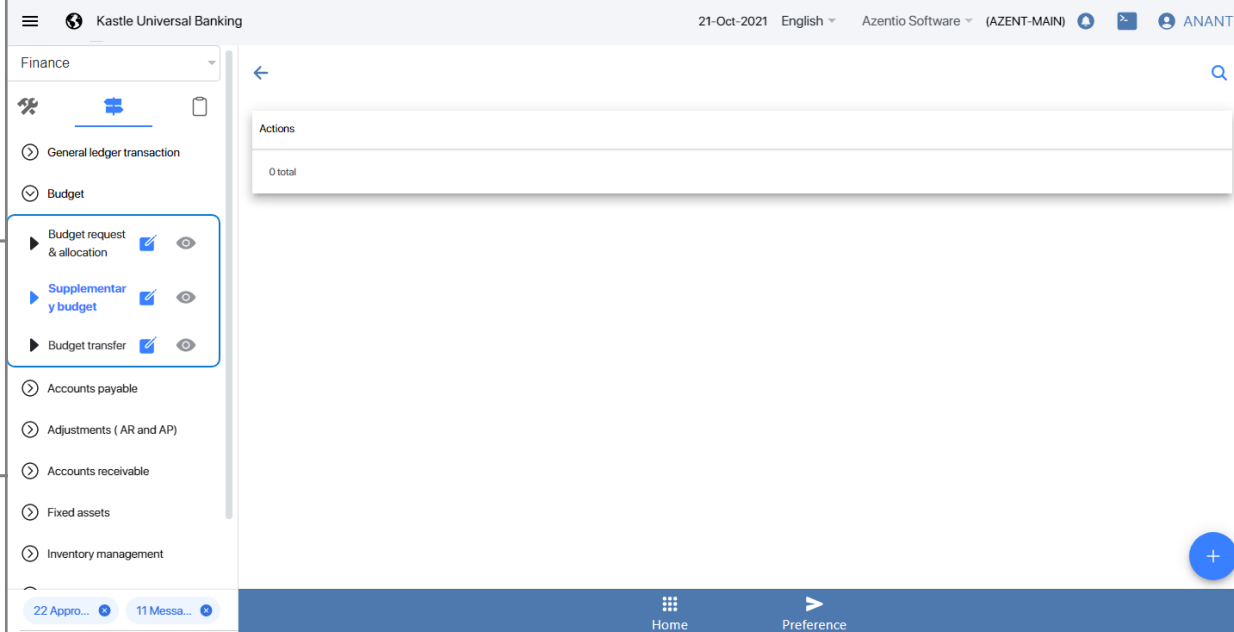 Kastle Universal Banking
21-Oct-2021 English Azentio Software (AZENT-MAIN) ANANT
Finance
Actions
0 total
General ledger transaction
Budget
Budget request
& allocation
Supplementar
y budget
Budget transfer
Accounts payable
Adjustments ( AR and AP)
Accounts receivable
Fixed assets
Inventory management
22 Appro... 11 Messa...
Home Preference